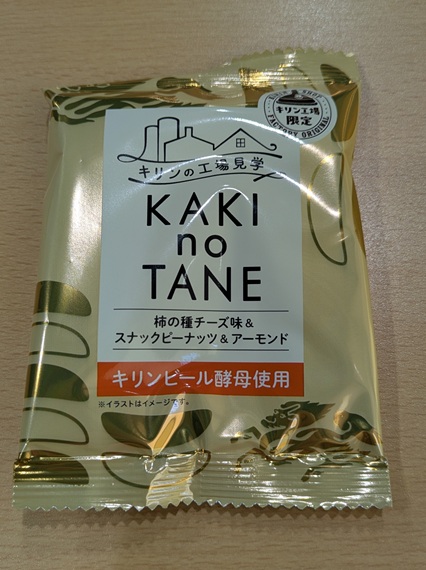 キリン工場
限定
FACTORY ORIGINAL
キリンの工場見学
KAKI
no
TANE
柿の種チーズ味&
スナックピーナッツ&アーモンド
キリンビール酵母使用
※イラストはイメージです。